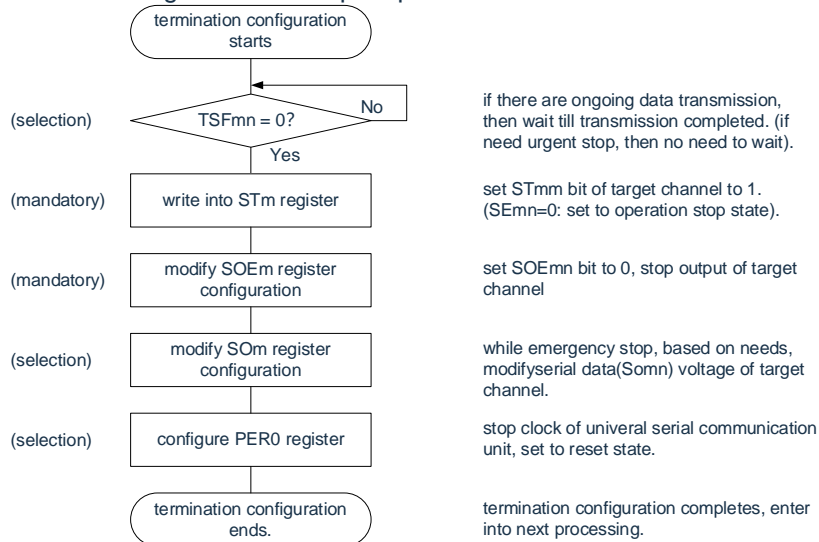 termination configuration
starts
(selection)
TSFmn = 0?
No
Yes
if there are ongoing data transmission,
then wait till transmission completed. (if
need urgent stop, then no need to wait).
(mandatory)
write into STm register
set STmm bit of target channel to 1.
(SEmn=0: set to operation stop state).
(mandatory)
modify SOEm register
configuration
set SOEmn bit to 0, stop output of target
channel
(selection)
modify SOm register
configuration
while emergency stop, based on needs,
modifyserial data(Somn) voltage of target
channel.
(selection)
configure PER0 register
stop clock of univeral serial communication
unit, set to reset state.
termination configuration
ends.
termination configuration completes, enter
into next processing.